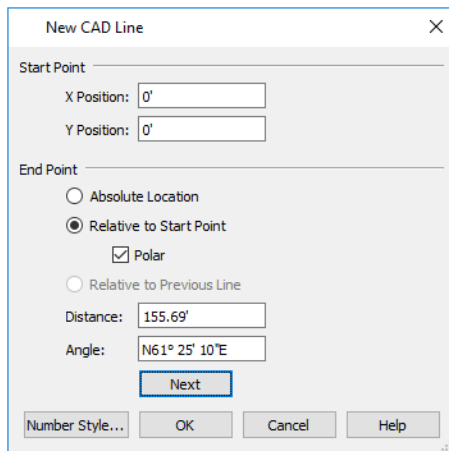 New CAD Line
Start Point
X Position: 0'
Y Position: 0'
End Point
Absolute Location
Relative to Start Point
Polar
Relative to Previous Line
Distance: 155.69'
Angle: N61° 25' 10"E
Next
Number Style... OK Cancel Help